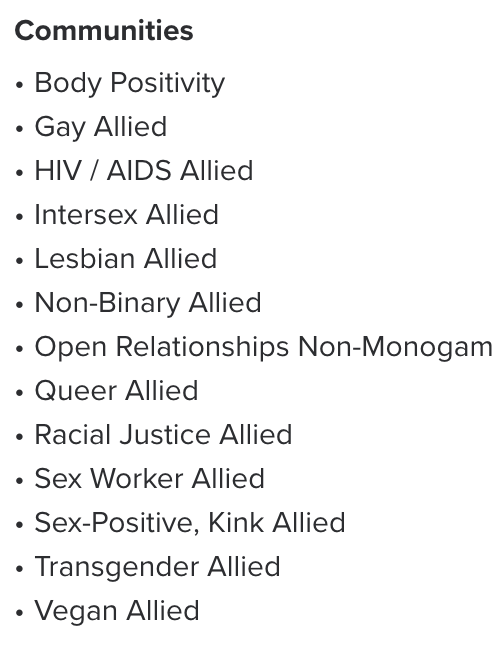 Communities
• Body Positivity
• Gay Allied
• HIV / AIDS Allied
• Intersex Allied
• Lesbian Allied
• Non-Binary Allied
• Open Relationships Non-Monogam
• Queer Allied
• Racial Justice Allied
• Sex Worker Allied
• Sex-Positive, Kink Allied
• Transgender Allied
• Vegan Allied